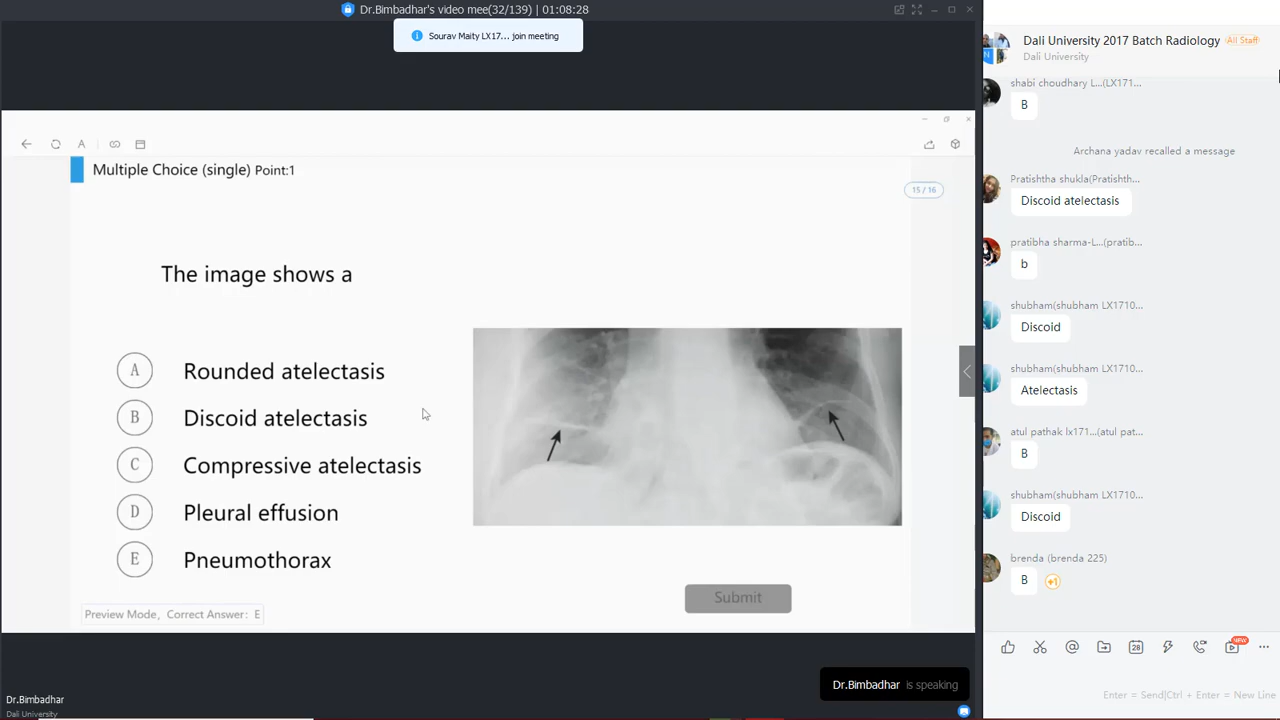 Dr.Bimbadhar's video mee(32/139) | 01:08:28
Sourav Maity LX17... join meeting
Multiple Choice (single) Point:1
15 / 16
The image shows a
A Rounded atelectasis
B Discoid atelectasis
C Compressive atelectasis
D Pleural effusion
E Pneumothorax
Submit
Preview Mode, Correct Answer: E
Dr.Bimbadhar is speaking
Dr.Bimbadhar
Dali University
Dali University 2017 Batch Radiology All Staff
Dali University
shabi choudhary L...(LX171...
B
Archana yadav recalled a message
Pratishtha shukla(Pratishth...
Discoid atelectasis
pratibha sharma-L...(pratib...
b
shubham(shubham LX1710...
Discoid
shubham(shubham LX1710...
Atelectasis
atul pathak lx171...(atul pat...
B
shubham(shubham LX1710...
Discoid
brenda (brenda 225)
B +1
28
NEW
Enter = Send|Ctrl + Enter = New Line